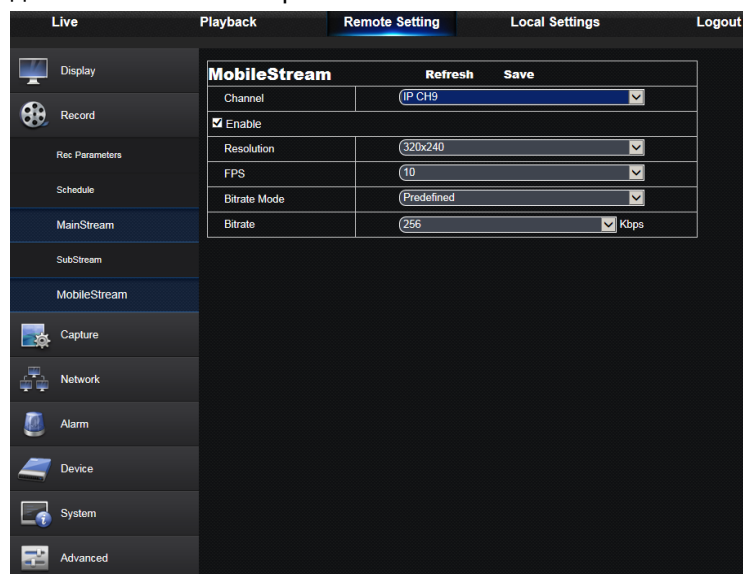 Live Playback Remote Setting Local Settings Logout
Display
Record
Rec Parameters
Schedule
MainStream
SubStream
MobileStream
Capture
Network
Alarm
Device
System
Advanced
MobileStream Refresh Save
Channel IP CH9
Enable
Resolution 320x240
FPS 10
Bitrate Mode Predefined
Bitrate 256 Kbps